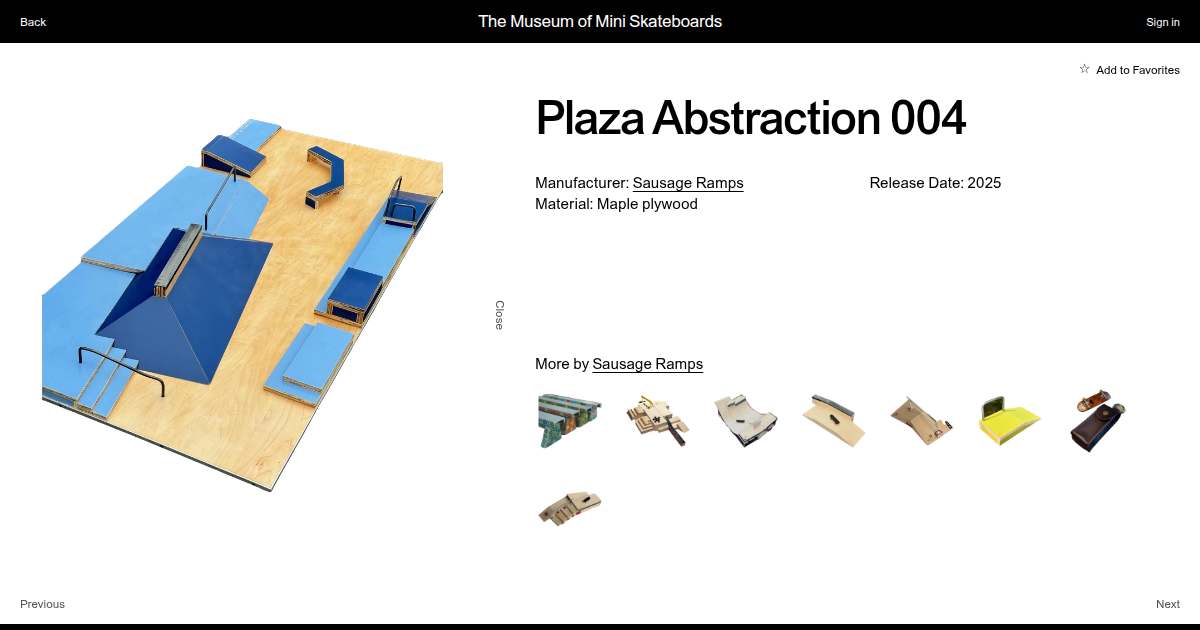 Back
The Museum of Mini Skateboards
Sign in
☆ Add to Favorites
Plaza Abstraction 004
Manufacturer: Sausage Ramps
Release Date: 2025
Material: Maple plywood
Close
More by Sausage Ramps
Previous
Next